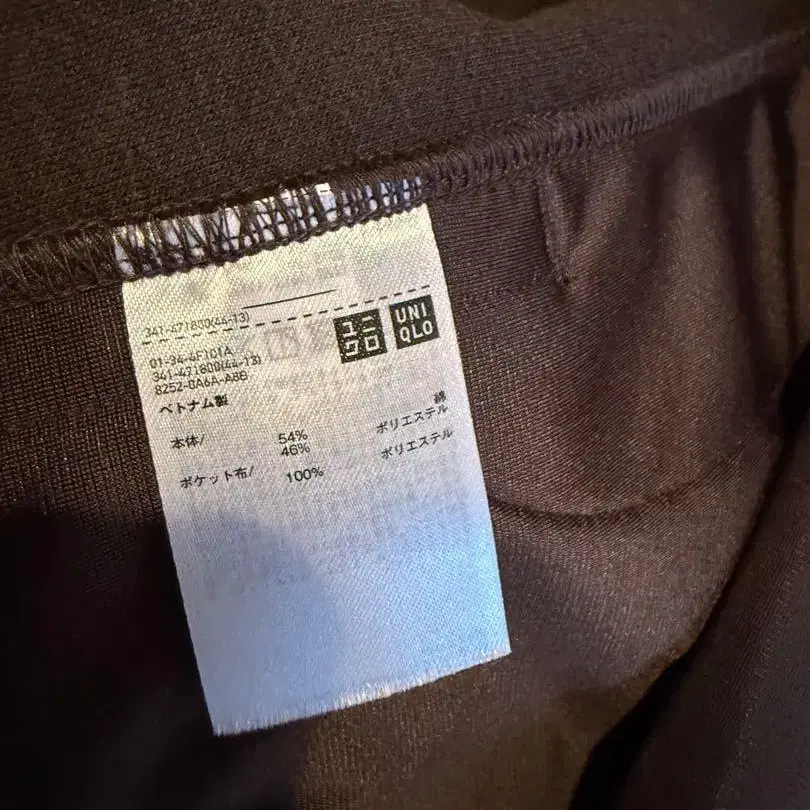 341-471800(44-13)
ユニ
クロ
UNI
QLO
01-34-4F101A
341-471800(44-13)
8252-0A6A-A8B
ベトナム製
本体/ 54% 綿
46% ポリエステル
ポケット布/ 100% ポリエステル